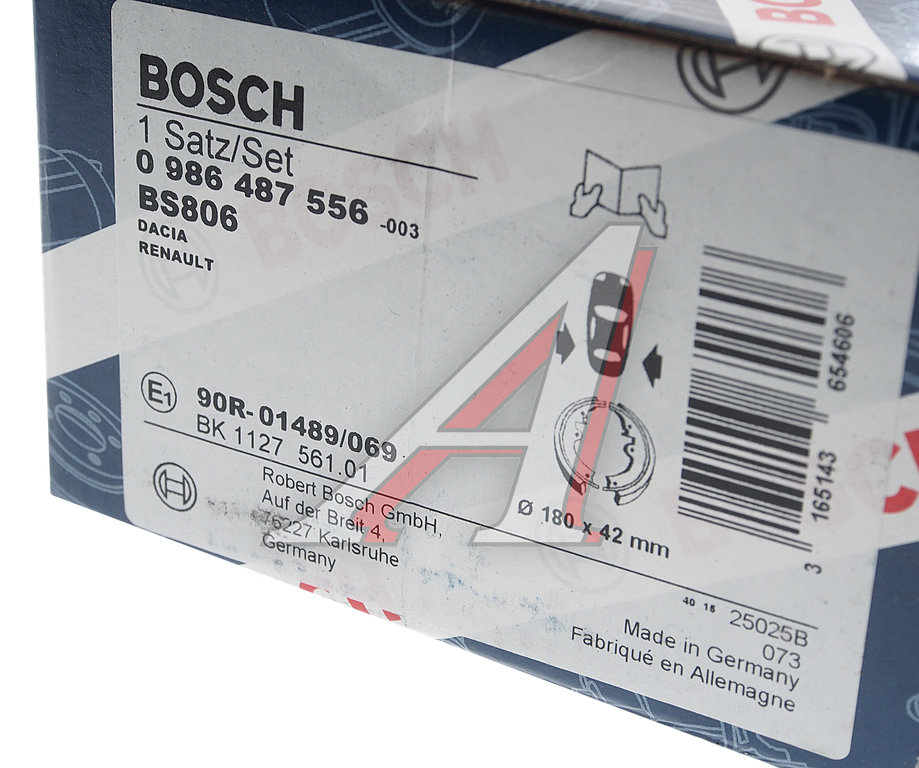 BOSCH
1 Satz/Set
0 986 487 556 -003
BS806
DACIA
RENAULT
E1 90R-01489/069
BK 1127 561.01
Robert Bosch GmbH,
Auf der Breit 4,
76227 Karlsruhe
Germany
Ø 180 x 42 mm
3 165143 654606
40 15 25025B
073
Made in Germany
Fabriqué en Allemagne